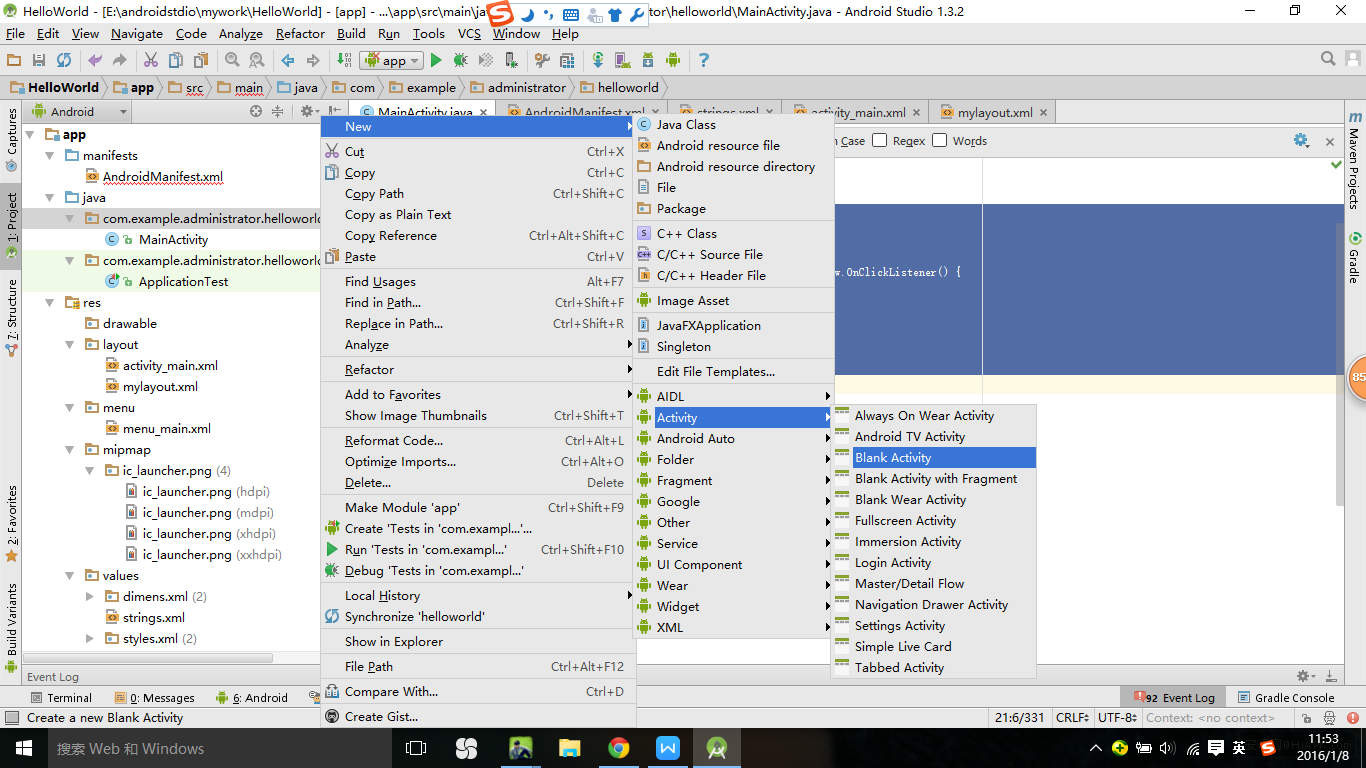 HelloWorld - [E:\androidstdio\mywork\HelloWorld] - [app] - ...\app\src\main\ja
tor\helloworld\MainActivity.java - Android Studio 1.3.2
File Edit View Navigate Code Analyze Refactor Build Run Tools VCS Window Help
app
HelloWorld app src main java com example administrator helloworld
Android
MainActivity.java AndroidManifest.xml strings.xml activity_main.xml mylayout.xml
Case Regex Words
Captures
1: Project
7: Structure
2: Favorites
Build Variants
app
manifests
AndroidManifest.xml
java
com.example.administrator.helloworld
MainActivity
com.example.administrator.helloworld
ApplicationTest
res
drawable
layout
activity_main.xml
mylayout.xml
menu
menu_main.xml
mipmap
ic_launcher.png (4)
ic_launcher.png (hdpi)
ic_launcher.png (mdpi)
ic_launcher.png (xhdpi)
ic_launcher.png (xxhdpi)
values
dimens.xml (2)
strings.xml
styles.xml (2)
New
Cut Ctrl+X
Copy Ctrl+C
Copy Path Ctrl+Shift+C
Copy as Plain Text
Copy Reference Ctrl+Alt+Shift+C
Paste Ctrl+V
Find Usages Alt+F7
Find in Path... Ctrl+Shift+F
Replace in Path... Ctrl+Shift+R
Analyze
Refactor
Add to Favorites
Show Image Thumbnails Ctrl+Shift+T
Reformat Code... Ctrl+Alt+L
Optimize Imports... Ctrl+Alt+O
Delete... Delete
Make Module 'app' Ctrl+Shift+F9
Create 'Tests in 'com.exampl...'...
Run 'Tests in 'com.exampl...' Ctrl+Shift+F10
Debug 'Tests in 'com.exampl...'
Local History
Synchronize 'helloworld'
Show in Explorer
File Path Ctrl+Alt+F12
Compare With... Ctrl+D
Create Gist...
Java Class
Android resource file
Android resource directory
File
Package
C++ Class
C/C++ Source File
C/C++ Header File
Image Asset
JavaFXApplication
Singleton
Edit File Templates...
AIDL
Activity
Android Auto
Folder
Fragment
Google
Other
Service
UI Component
Wear
Widget
XML
Always On Wear Activity
Android TV Activity
Blank Activity
Blank Activity with Fragment
Blank Wear Activity
Fullscreen Activity
Immersion Activity
Login Activity
Master/Detail Flow
Navigation Drawer Activity
Settings Activity
Simple Live Card
Tabbed Activity
w.OnClickListener() {
Maven Projects
Gradle
85
Event Log
Terminal 0: Messages 6: Android
92 Event Log Gradle Console
Create a new Blank Activity
21:6/331 CRLF UTF-8 Context: <no context>
搜索 Web 和 Windows
英
11:53
2016/1/8